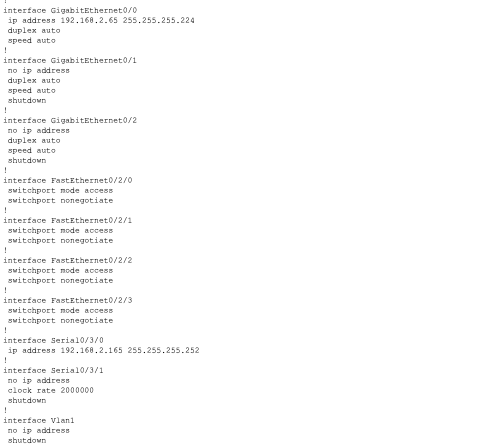 !
interface GigabitEthernet0/0
 ip address 192.168.2.65 255.255.255.224
 duplex auto
 speed auto
!
interface GigabitEthernet0/1
 no ip address
 duplex auto
 speed auto
 shutdown
!
interface GigabitEthernet0/2
 no ip address
 duplex auto
 speed auto
 shutdown
!
interface FastEthernet0/2/0
 switchport mode access
 switchport nonegotiate
!
interface FastEthernet0/2/1
 switchport mode access
 switchport nonegotiate
!
interface FastEthernet0/2/2
 switchport mode access
 switchport nonegotiate
!
interface FastEthernet0/2/3
 switchport mode access
 switchport nonegotiate
!
interface Serial0/3/0
 ip address 192.168.2.165 255.255.255.252
!
interface Serial0/3/1
 no ip address
 clock rate 2000000
 shutdown
!
interface Vlan1
 no ip address
 shutdown